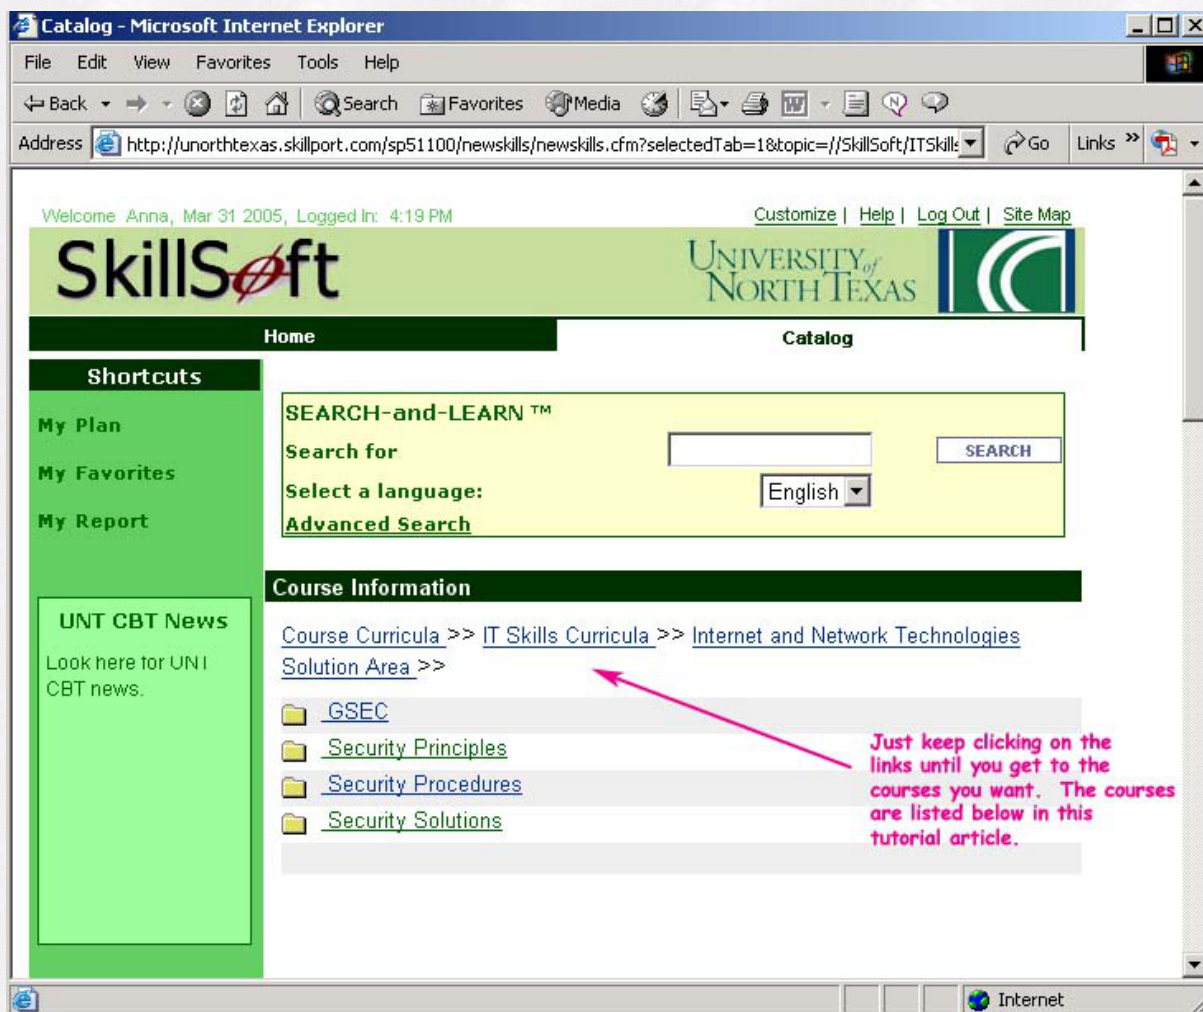 Catalog - Microsoft Internet Explorer
File Edit View Favorites Tools Help
Back Search Favorites Media
Address http://unorthtexas.skillport.com/sp51100/newskills/newskills.cfm?selectedTab=1&topic=//SkillSoft/ITSkills Go Links »
Welcome Anna, Mar 31 2005, Logged In: 4:19 PM
Customize | Help | Log Out | Site Map
SkillSoft
UNIVERSITY of
NORTH TEXAS
Home
Catalog
Shortcuts
My Plan
My Favorites
My Report
UNT CBT News
Look here for UNT
CBT news.
SEARCH-and-LEARN ™
Search for
SEARCH
Select a language:
English
Advanced Search
Course Information
Course Curricula >> IT Skills Curricula >> Internet and Network Technologies
Solution Area >>
GSEC
Security Principles
Security Procedures
Security Solutions
Just keep clicking on the
links until you get to the
courses you want. The courses
are listed below in this
tutorial article.
Internet